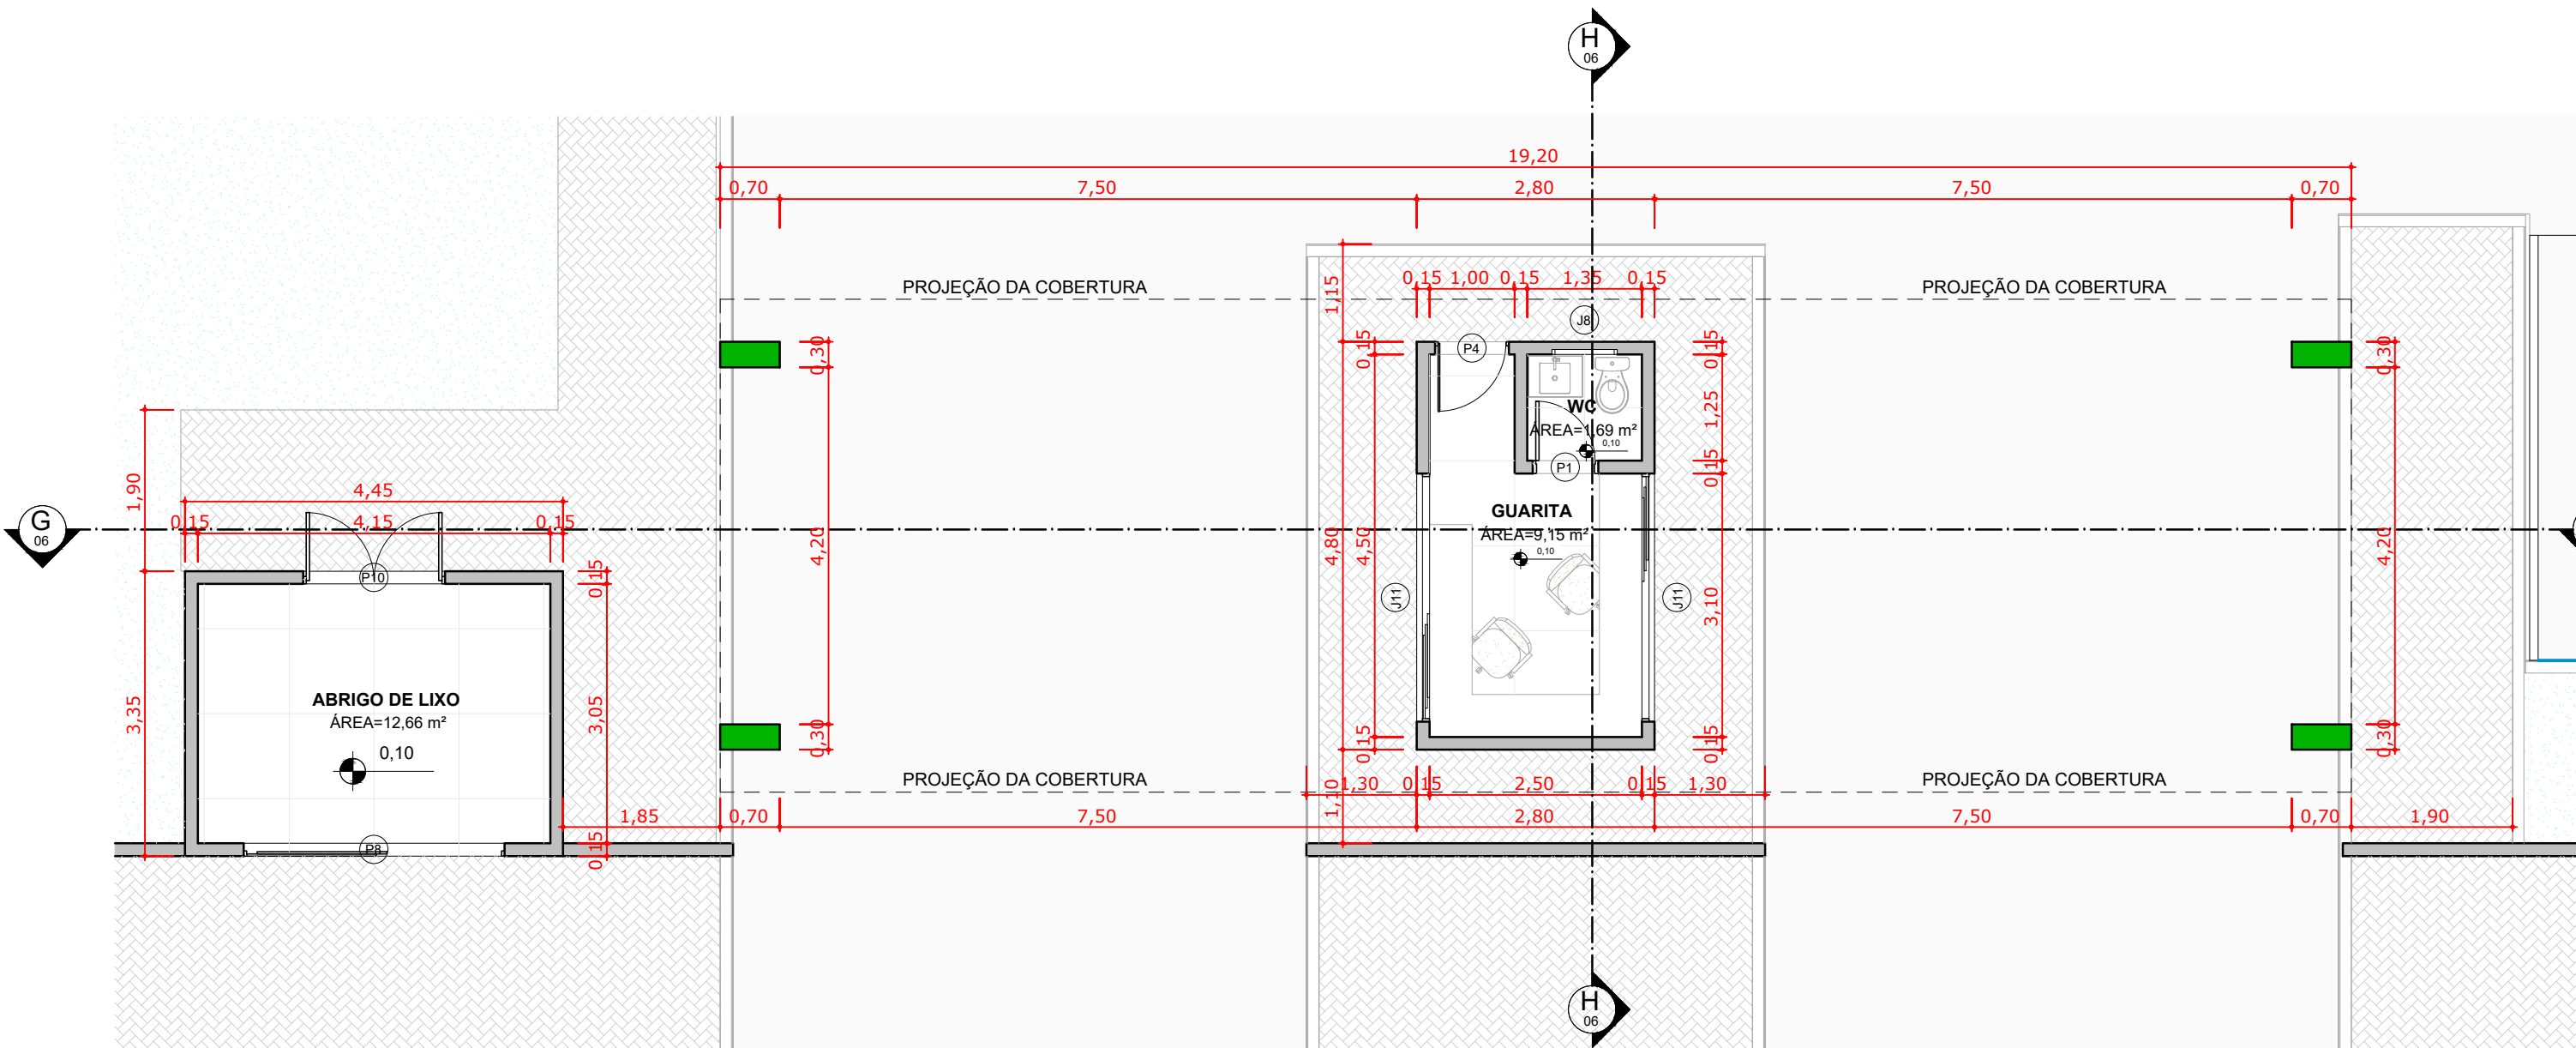 H
06
19,20
0,70
7,50
2,80
7,50
0,70
PROJEÇÃO DA COBERTURA
PROJEÇÃO DA COBERTURA
1,15
0,15
1,00
0,15
1,35
0,15
J8
P4
0,15
0,15
0,30
0,30
WC
ÁREA=1,69 m²
0,10
P1
1,25
0,15
1,90
4,45
0,15
4,15
0,15
G
06
4,20
4,80
4,50
GUARITA
ÁREA=9,15 m²
0,10
4,20
P10
0,15
J11
J11
3,10
3,35
ABRIGO DE LIXO
ÁREA=12,66 m²
0,10
3,05
0,30
0,15
0,15
0,30
PROJEÇÃO DA COBERTURA
PROJEÇÃO DA COBERTURA
1,10
1,30
0,15
2,50
0,15
1,30
1,85
0,70
7,50
2,80
7,50
0,70
1,90
P8
0,15
H
06